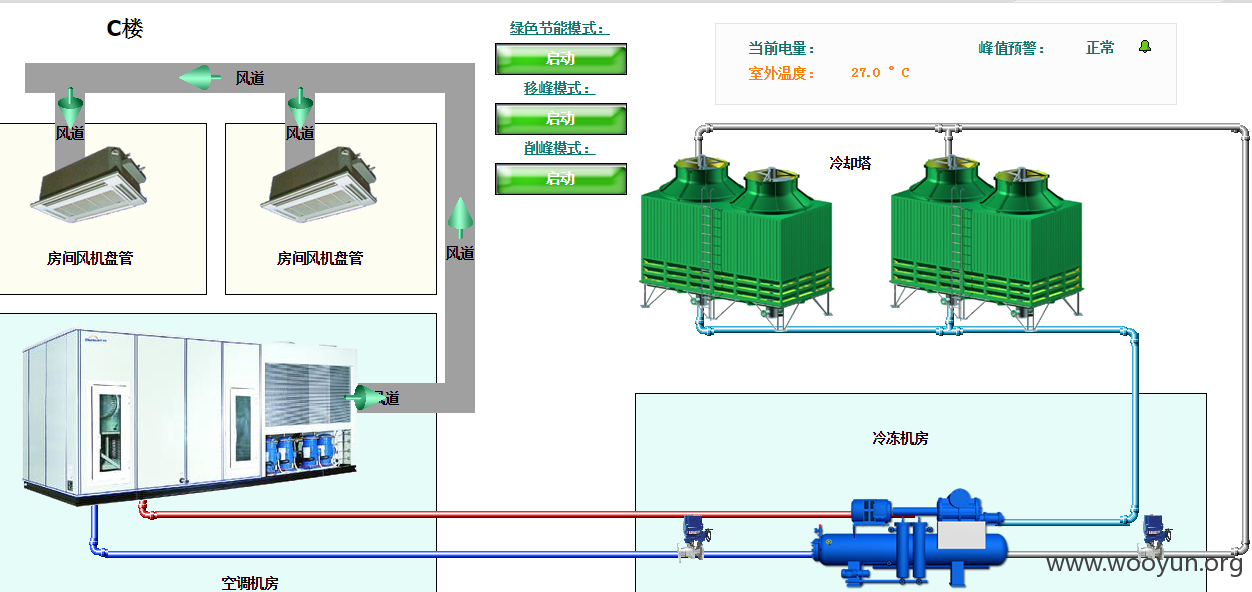 C楼
绿色节能模式：
启动
移峰模式：
启动
削峰模式：
启动
当前电量：
峰值预警：
正常
室外温度：
27.0 °C
风道
风道
风道
风道
风道
冷却塔
房间风机盘管
房间风机盘管
冷冻机房
空调机房
www.wooyun.org